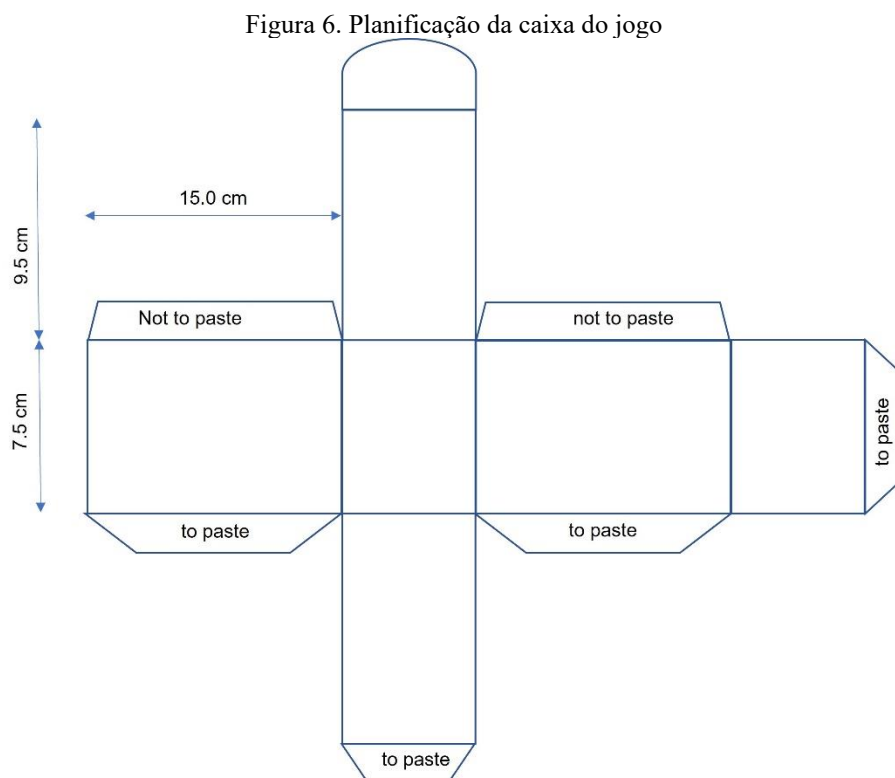 Figura 6. Planificação da caixa do jogo
15.0 cm
9.5 cm
Not to paste
not to paste
7.5 cm
to paste
to paste
to paste
to paste